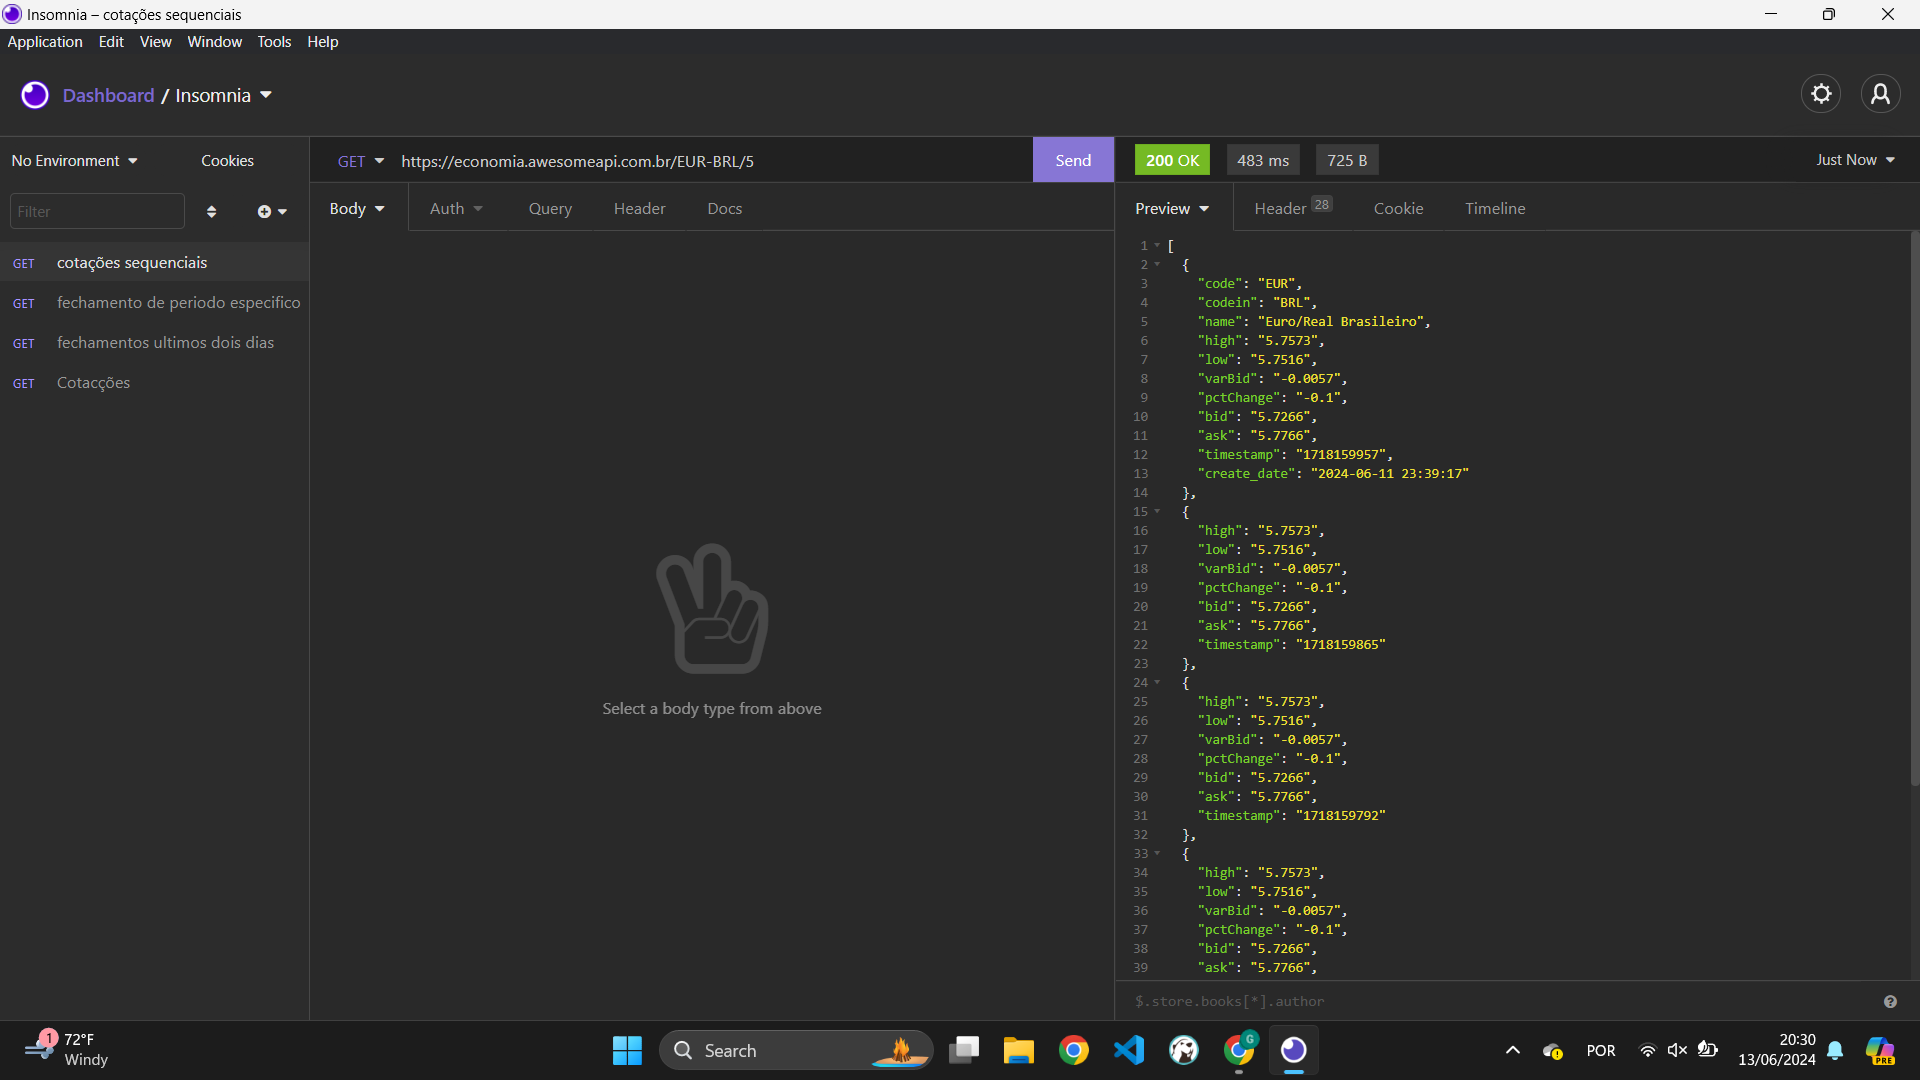 Insomnia – cotações sequenciais
Application Edit View Window Tools Help
Dashboard / Insomnia
No Environment Cookies
Filter
GET cotações sequenciais
GET fechamento de periodo especifico
GET fechamentos ultimos dois dias
GET Cotacções
GET https://economia.awesomeapi.com.br/EUR-BRL/5 Send
Body Auth Query Header Docs
Select a body type from above
200 OK 483 ms 725 B Just Now
Preview Header 28 Cookie Timeline
1 [
2 {
3 "code": "EUR",
4 "codein": "BRL",
5 "name": "Euro/Real Brasileiro",
6 "high": "5.7573",
7 "low": "5.7516",
8 "varBid": "-0.0057",
9 "pctChange": "-0.1",
10 "bid": "5.7266",
11 "ask": "5.7766",
12 "timestamp": "1718159957",
13 "create_date": "2024-06-11 23:39:17"
14 },
15 {
16 "high": "5.7573",
17 "low": "5.7516",
18 "varBid": "-0.0057",
19 "pctChange": "-0.1",
20 "bid": "5.7266",
21 "ask": "5.7766",
22 "timestamp": "1718159865"
23 },
24 {
25 "high": "5.7573",
26 "low": "5.7516",
27 "varBid": "-0.0057",
28 "pctChange": "-0.1",
29 "bid": "5.7266",
30 "ask": "5.7766",
31 "timestamp": "1718159792"
32 },
33 {
34 "high": "5.7573",
35 "low": "5.7516",
36 "varBid": "-0.0057",
37 "pctChange": "-0.1",
38 "bid": "5.7266",
39 "ask": "5.7766",
$.store.books[*].author
1 72°F
Windy
Search
G
POR
20:30
13/06/2024
PRE